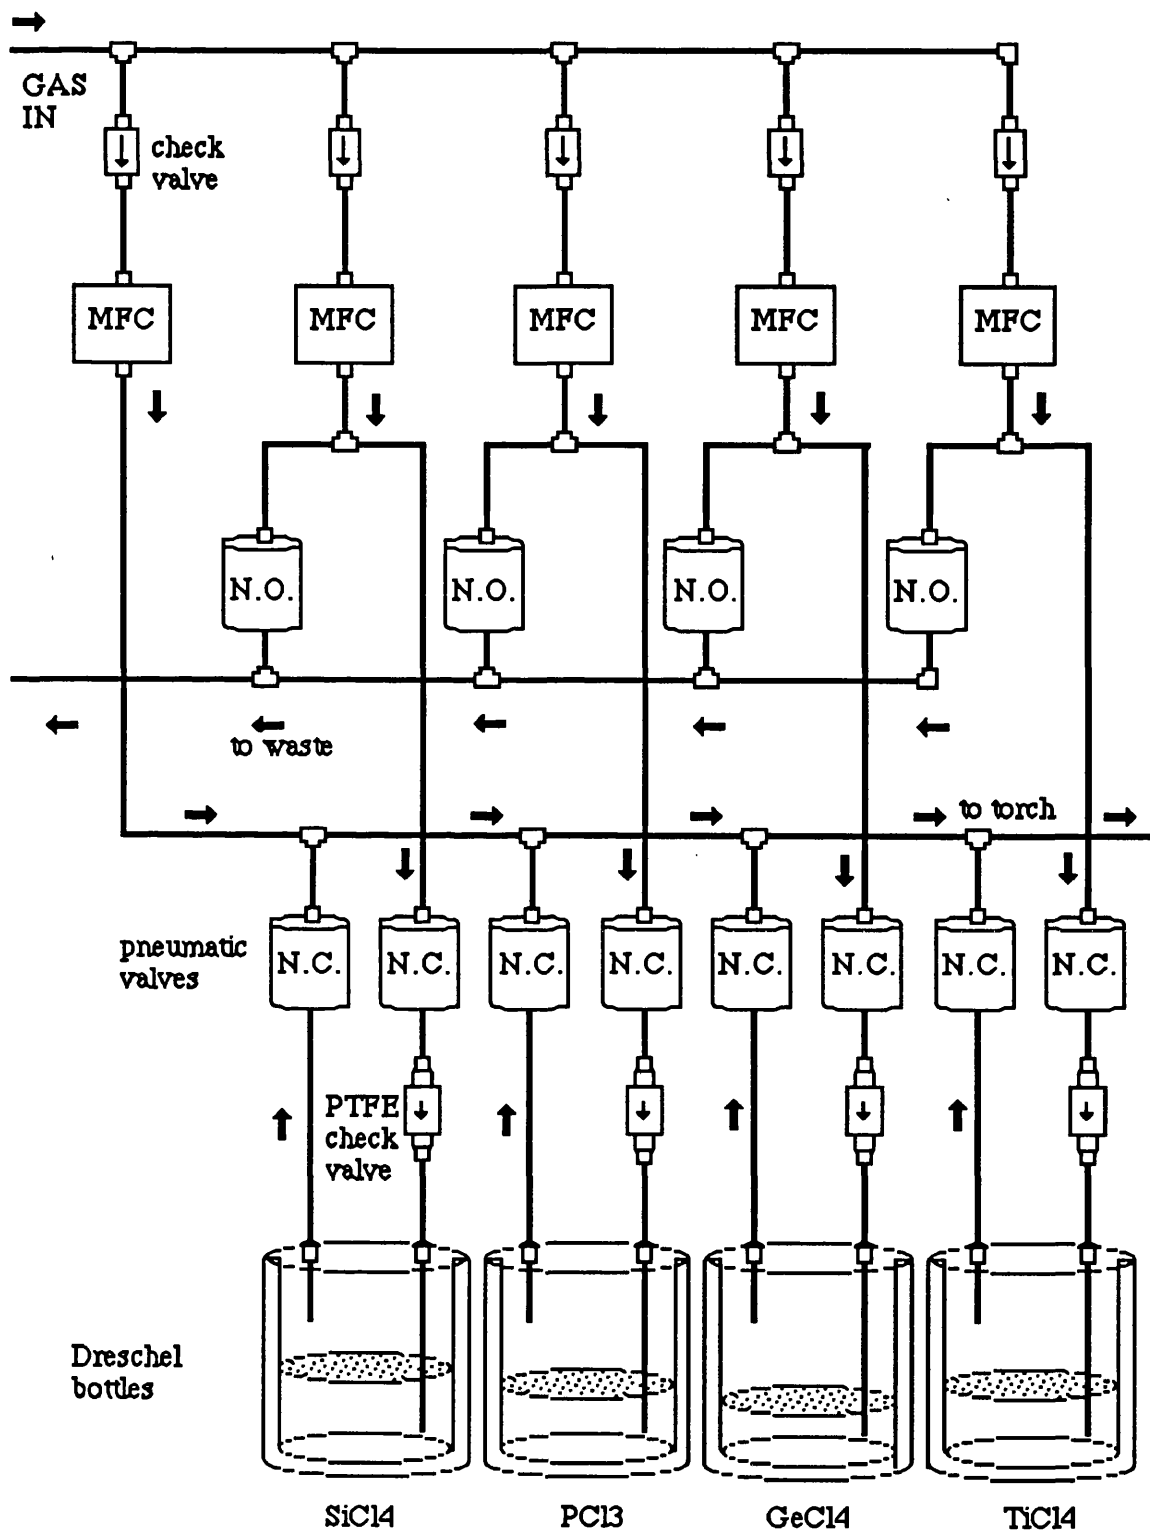 GAS
IN
check
valve
MFC MFC MFC MFC MFC
N.O. N.O. N.O. N.O.
to waste
to torch
pneumatic
valves
N.C. N.C. N.C. N.C. N.C. N.C. N.C. N.C.
PTFE
check
valve
Dreschel
bottles
SiCl4 PCl3 GeCl4 TiCl4